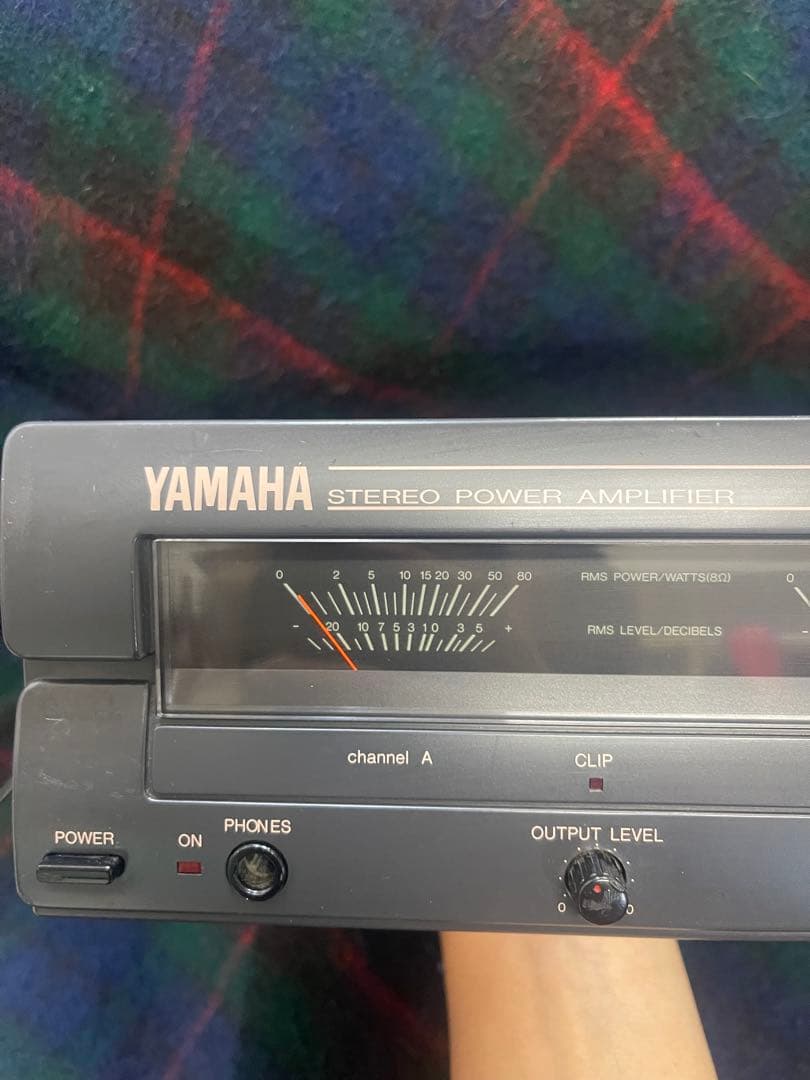 YAMAHA STEREO POWER AMPLIFIER
0 2 5 10 15 20 30 50 80 RMS POWER/WATTS(8Ω) 0
- 20 10 7 5 3 1 0 3 5 + RMS LEVEL/DECIBELS
channel A CLIP
POWER ON PHONES OUTPUT LEVEL
0 0